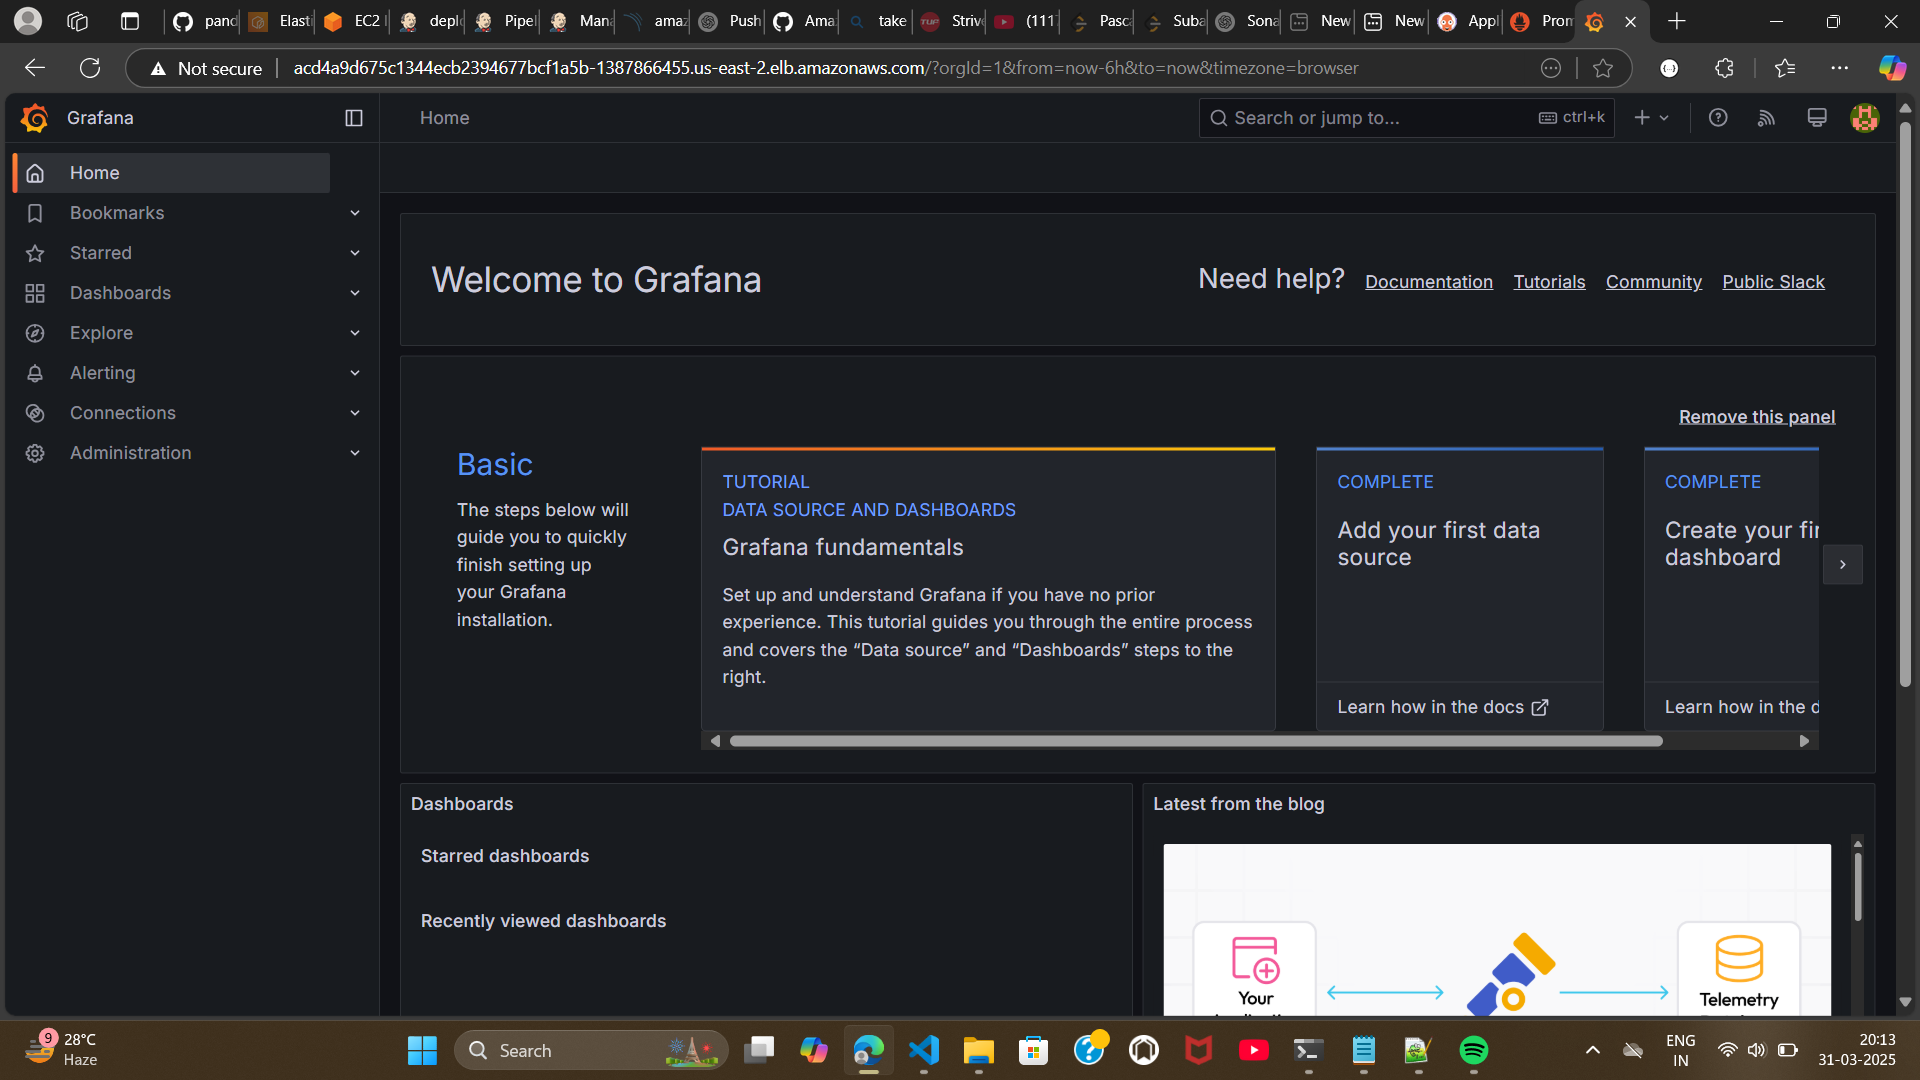 pand
Elasti
EC2 I
deplo
Pipel
Mana
amaz
Push
Amaz
take
Strive
(111)
Pasca
Suba
Sona
New
New
Appl
Prom
Not secure
acd4a9d675c1344ecb2394677bcf1a5b-1387866455.us-east-2.elb.amazonaws.com/?orgId=1&from=now-6h&to=now&timezone=browser
Grafana
Home
Search or jump to...
ctrl+k
Home
Bookmarks
Starred
Dashboards
Explore
Alerting
Connections
Administration
Welcome to Grafana
Need help?
Documentation
Tutorials
Community
Public Slack
Remove this panel
Basic
The steps below will
guide you to quickly
finish setting up
your Grafana
installation.
TUTORIAL
DATA SOURCE AND DASHBOARDS
Grafana fundamentals
Set up and understand Grafana if you have no prior
experience. This tutorial guides you through the entire process
and covers the “Data source” and “Dashboards” steps to the
right.
COMPLETE
Add your first data
source
Learn how in the docs
COMPLETE
Create your fir
dashboard
Learn how in the d
Dashboards
Starred dashboards
Recently viewed dashboards
Latest from the blog
Your
Telemetry
9
28°C
Haze
Search
ENG
IN
20:13
31-03-2025